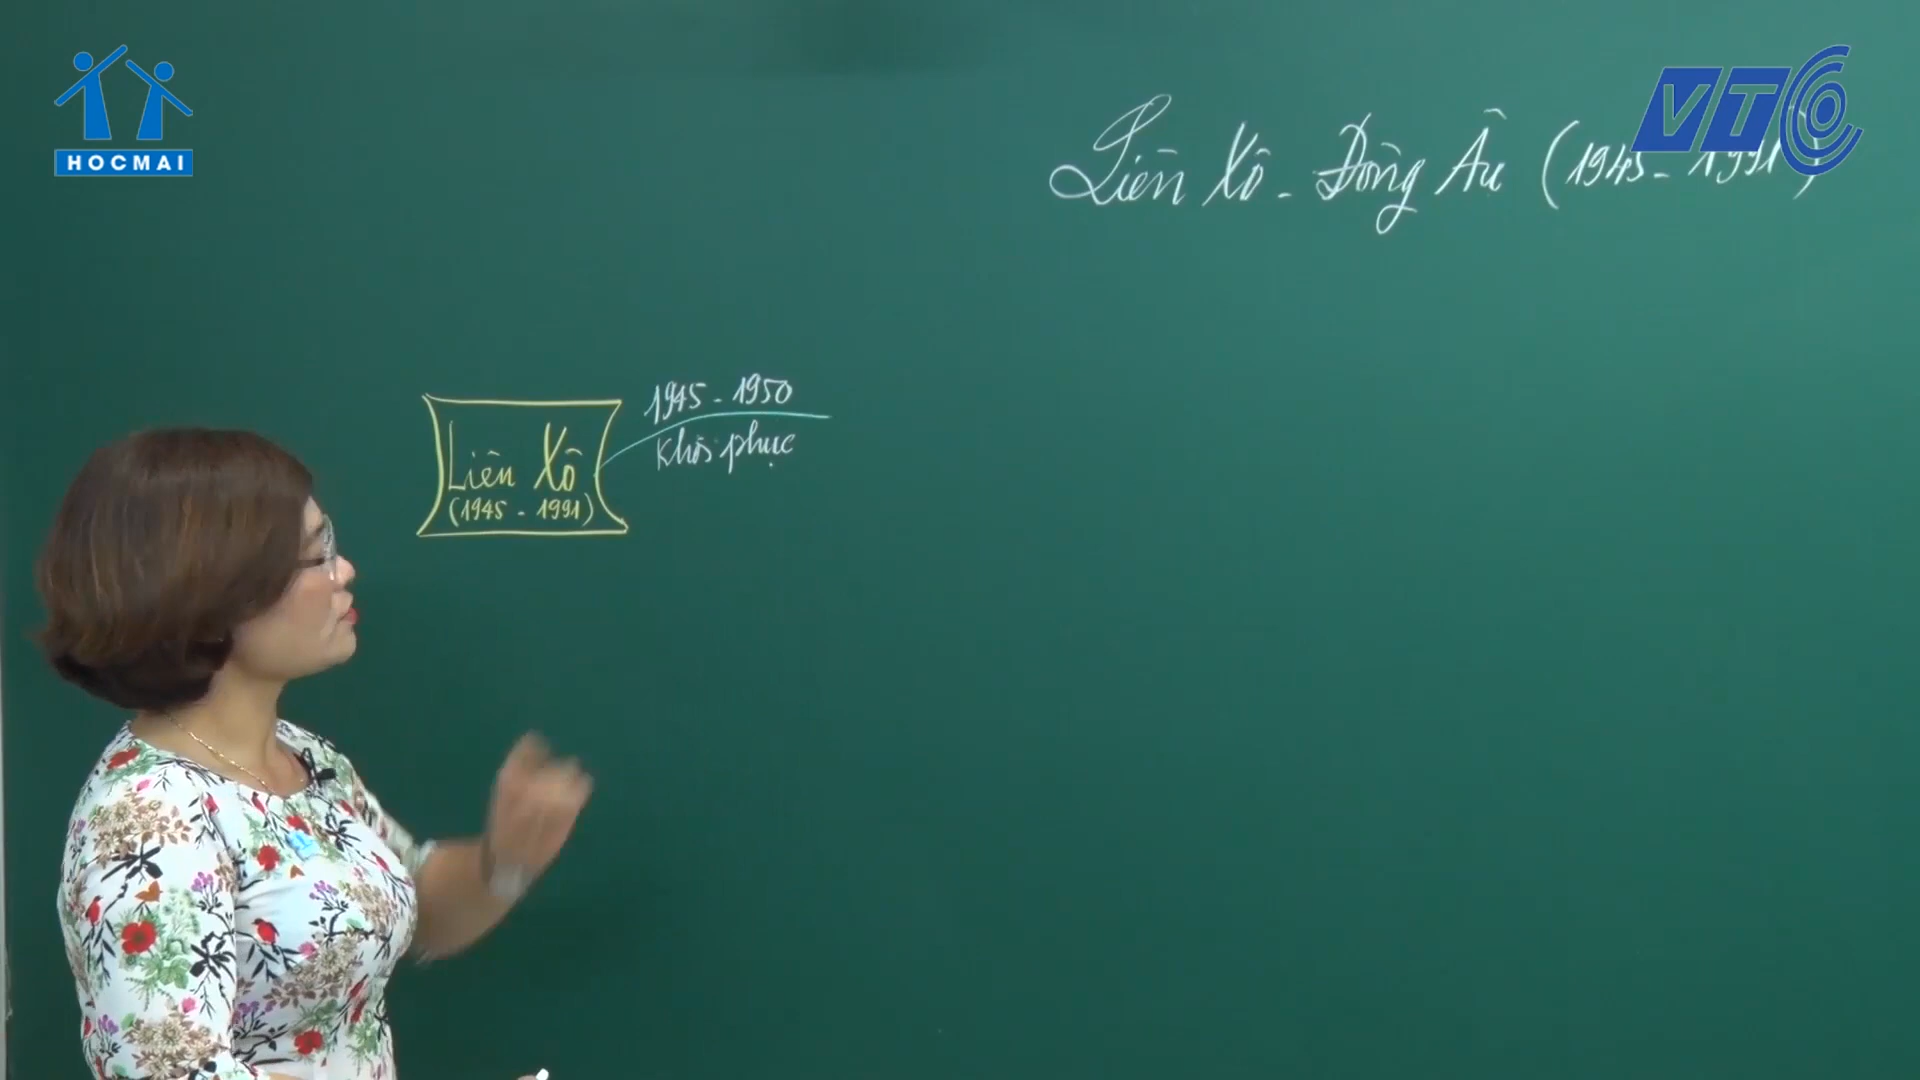 HOCMAI
VTC
Liên Xô - Đông Âu (1945 - 1991)
1945 - 1950
Khôi phục
Liên Xô
(1945 - 1991)